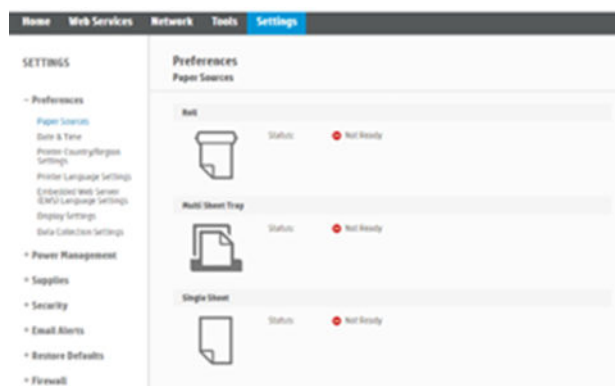 Home Web Services Network Tools Settings
SETTINGS
- Preferences
Paper Sources
Date & Time
Printer Country/Region
Settings
Printer Language Settings
Embedded Web Server
(EWS) Language Settings
Display Settings
Data Collection Settings
+ Power Management
+ Supplies
+ Security
+ Email Alerts
+ Restore Defaults
+ Firewall
Preferences
Paper Sources
Roll
Status: Not Ready
Multi Sheet Tray
Status: Not Ready
Single Sheet
Status: Not Ready